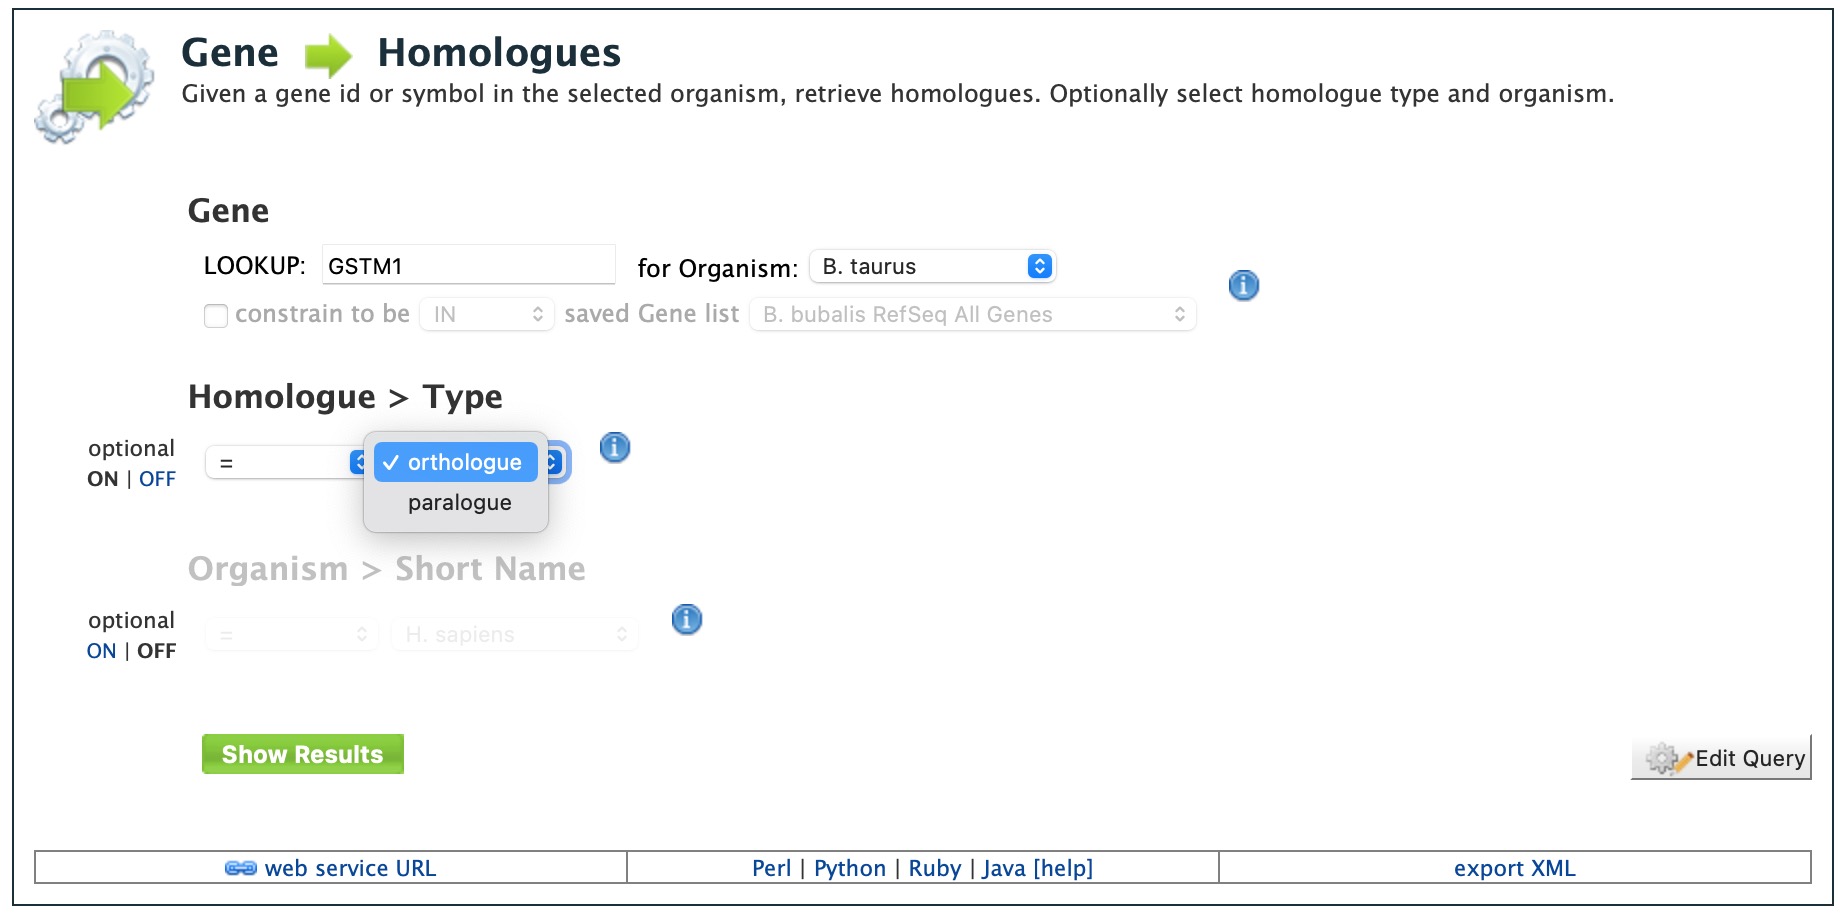 Gene Homologues
Given a gene id or symbol in the selected organism, retrieve homologues. Optionally select homologue type and organism.
Gene
LOOKUP: GSTM1 for Organism: B. taurus
constrain to be IN saved Gene list B. bubalis RefSeq All Genes
Homologue > Type
optional
ON | OFF
= ✓ orthologue
paralogue
Organism > Short Name
optional
ON | OFF
= H. sapiens
Show Results
Edit Query
web service URL
Perl | Python | Ruby | Java [help]
export XML